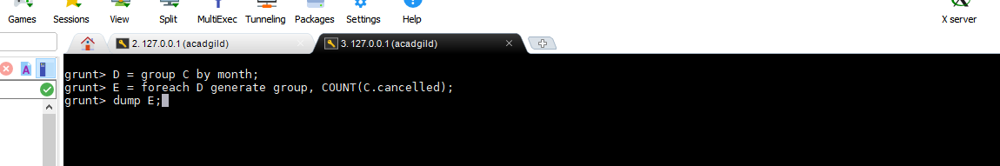 Games Sessions View Split MultiExec Tunneling Packages Settings Help X server
2. 127.0.0.1 (acadgild) 3. 127.0.0.1 (acadgild)
grunt> D = group C by month;
grunt> E = foreach D generate group, COUNT(C.cancelled);
grunt> dump E;